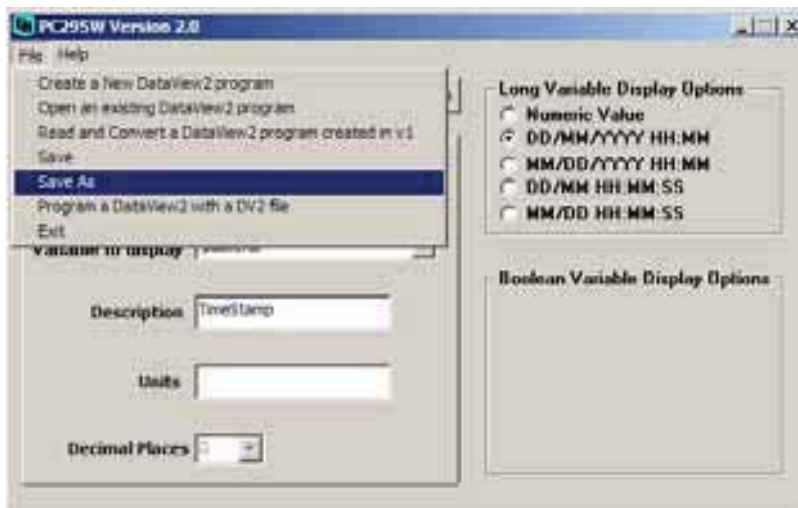 PC295W Version 2.0
File Help
Create a New DataView2 program
Open an existing DataView2 program
Read and Convert a DataView2 program created in v1
Save
Save As
Program a DataView2 with a DV2 file
Exit
Variable to display
Description TimeStamp
Units
Decimal Places
Long Variable Display Options
Numeric Value
DD/MM/YYYY HH:MM
MM/DD/YYYY HH:MM
DD/MM HH:MM:SS
MM/DD HH:MM:SS
Boolean Variable Display Options